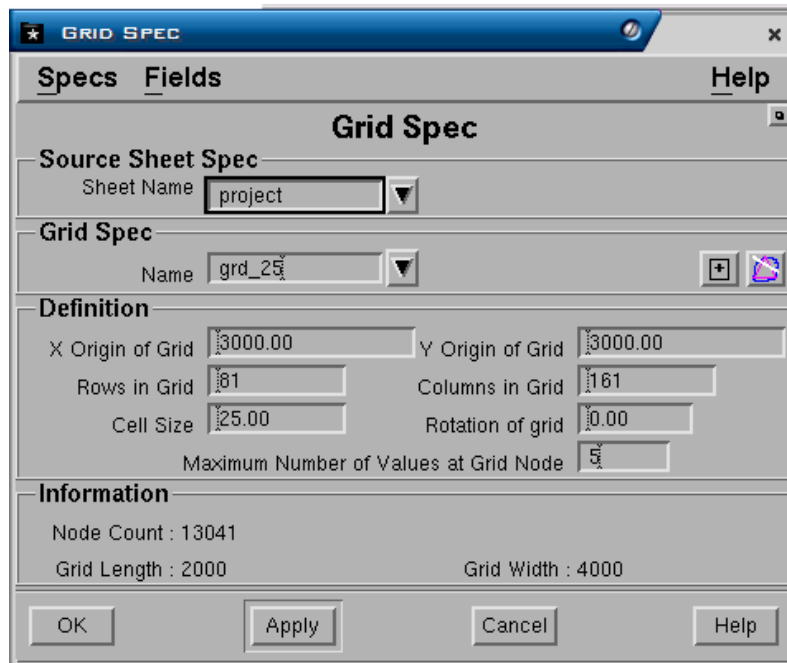 GRID SPEC
Specs Fields Help
Grid Spec
Source Sheet Spec
Sheet Name project
Grid Spec
Name grd_25
Definition
X Origin of Grid 3000.00 Y Origin of Grid 3000.00
Rows in Grid 81 Columns in Grid 161
Cell Size 25.00 Rotation of grid 0.00
Maximum Number of Values at Grid Node 5
Information
Node Count : 13041
Grid Length : 2000 Grid Width : 4000
OK Apply Cancel Help